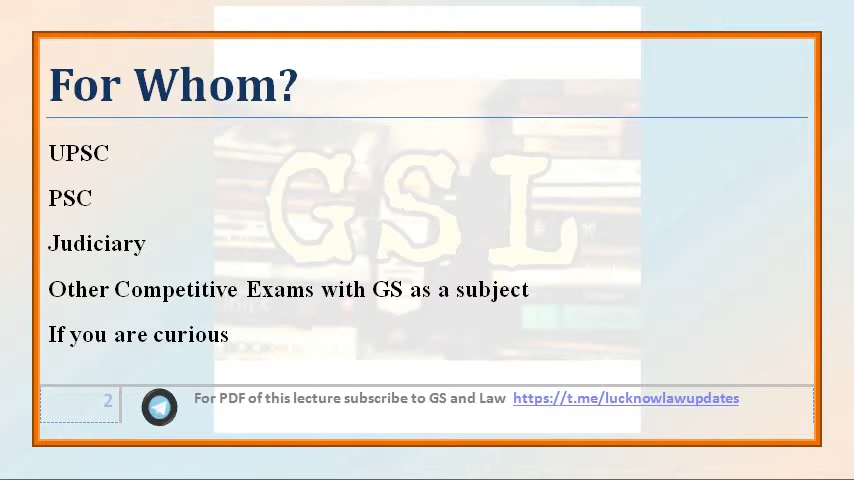 For Whom?
GSL
UPSC
PSC
Judiciary
Other Competitive Exams with GS as a subject
If you are curious
2
For PDF of this lecture subscribe to GS and Law https://t.me/lucknowlawupdates